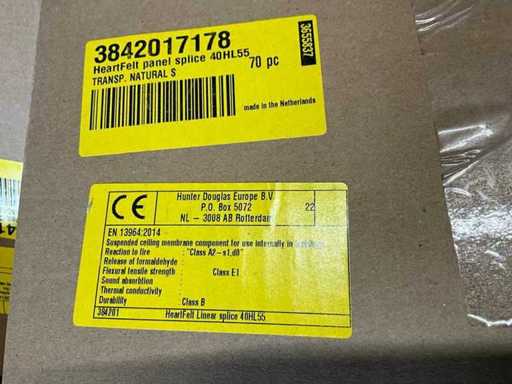 3842017178
HeartFelt panel splice 40HL55
TRANSP. NATURAL S
70 pc
3655837
made in the Netherlands
CE
Hunter Douglas Europe B.V.
P.O. Box 5072
NL - 3008 AB Rotterdam
22
EN 13964:2014
Suspended ceiling membrane component for use internally in
Reaction to fire : "Class A2-s1,d0"
Release of formaldehyde :
Flexural tensile strength : Class E1
Sound absorption
Thermal conductivity
Durability : Class B
384201 HeartFelt Linear splice 40HL55